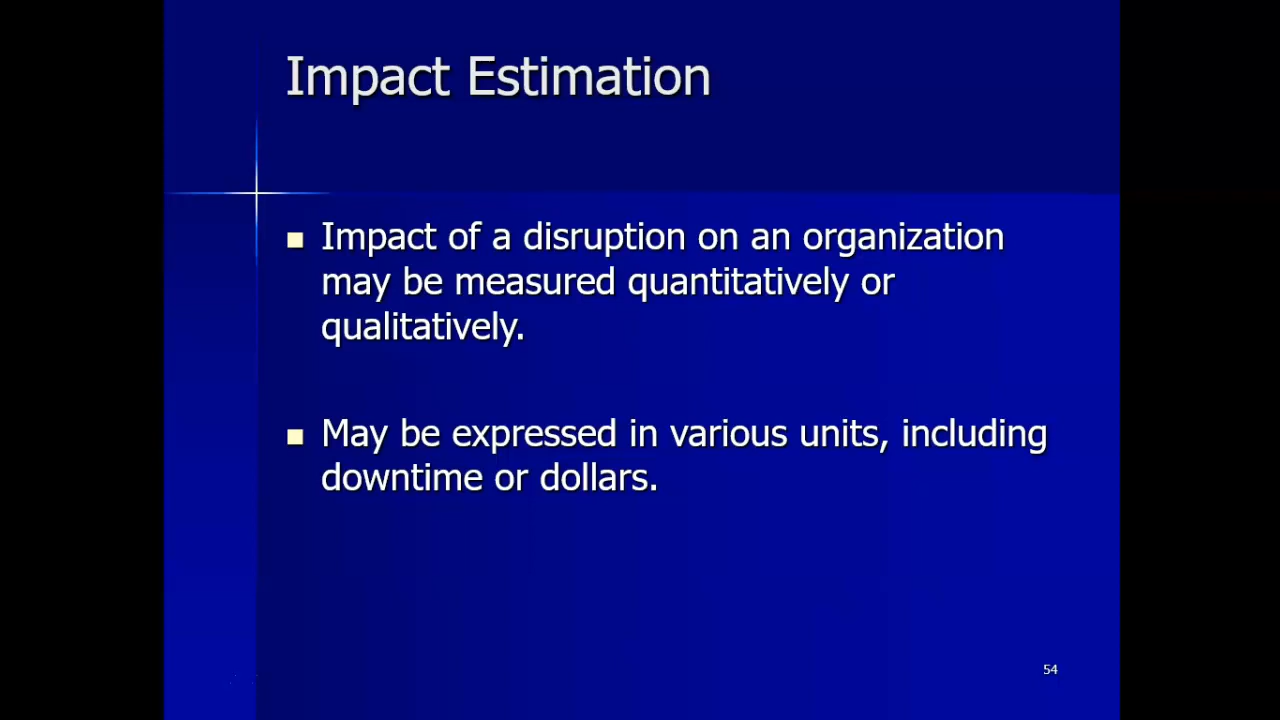 Impact Estimation
Impact of a disruption on an organization
may be measured quantitatively or
qualitatively.
May be expressed in various units, including
downtime or dollars.
54